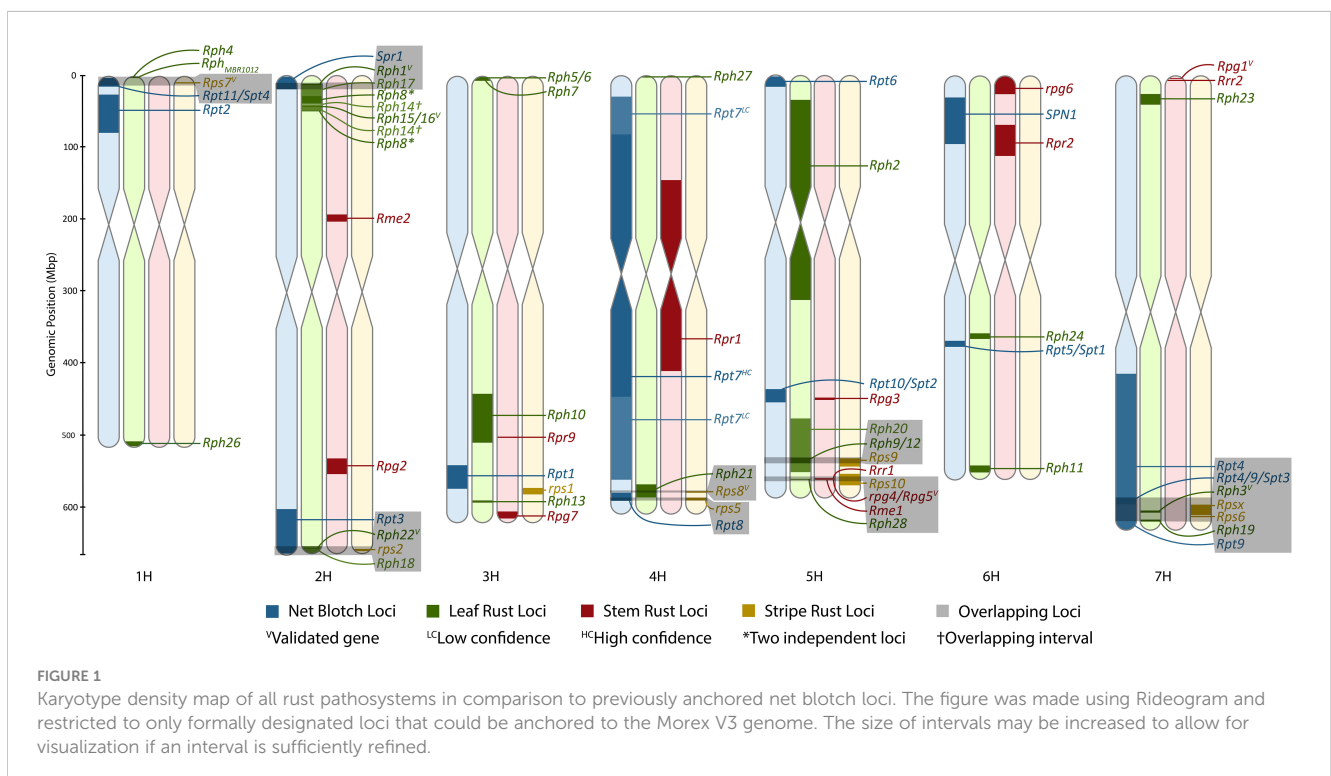 Genomic Position (Mbp)
0
100
200
300
400
500
600
Rph4
Rph MBR1012
Rps7V
Rpt11/Spt4
Rpt2
Rph26
1H
Spr1
Rph1V
Rph17
Rph8*
Rph14†
Rph15/16V
Rph14†
Rph8*
Rme2
Rpg2
Rpt3
Rph22V
rps2
Rph18
2H
Rph5/6
Rph7
Rph10
Rpr9
Rpt1
rps1
Rph13
Rpg7
3H
Rph27
Rpt7LC
Rpr1
Rpt7HC
Rpt7LC
Rph21
Rps8V
rps5
Rpt8
4H
Rpt6
Rph2
Rpt10/Spt2
Rpg3
Rph20
Rph9/12
Rps9
Rrr1
Rps10
rpg4/Rpg5V
Rme1
Rph28
5H
rpg6
SPN1
Rpr2
Rph24
Rpt5/Spt1
Rph11
6H
Rpg1V
Rrr2
Rph23
Rpt4
Rpt4/9/Spt3
Rph3V
Rpsx
Rps6
Rph19
Rpt9
7H
Net Blotch Loci Leaf Rust Loci Stem Rust Loci Stripe Rust Loci Overlapping Loci
VValidated gene LCLow confidence HCHigh confidence *Two independent loci †Overlapping interval
FIGURE 1
Karyotype density map of all rust pathosystems in comparison to previously anchored net blotch loci. The figure was made using Rideogram and
restricted to only formally designated loci that could be anchored to the Morex V3 genome. The size of intervals may be increased to allow for
visualization if an interval is sufficiently refined.